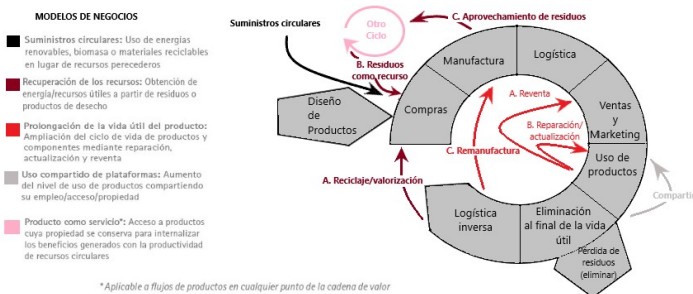 MODELOS DE NEGOCIOS
Suministros circulares: Uso de energías
renovables, biomasa o materiales reciclables
en lugar de recursos perecederos
Recuperación de los recursos: Obtención de
energía/recursos útiles a partir de residuos o
productos de desecho
Prolongación de la vida útil del producto:
Ampliación del ciclo de vida de productos y
componentes mediante reparación,
actualización y reventa
Uso compartido de plataformas: Aumento
del nivel de uso de productos compartiendo
su empleo/acceso/propiedad
Producto como servicio*: Acceso a productos
cuya propiedad se conserva para internalizar
los beneficios generados con la productividad
de recursos circulares
*Aplicable a flujos de productos en cualquier punto de la cadena de valor
Suministros circulares
Otro
Ciclo
C. Aprovechamiento de residuos
B. Residuos
como recurso
Diseño
de
Productos
Compras
Manufactura
Logística
Ventas
y
Marketing
Uso de
productos
Eliminación
al final de la vida
útil
Logística
inversa
A. Reventa
B. Reparación/
actualización
C. Remanufactura
A. Reciclaje/valorización
Compartir
Pérdida de
residuos
(eliminar)